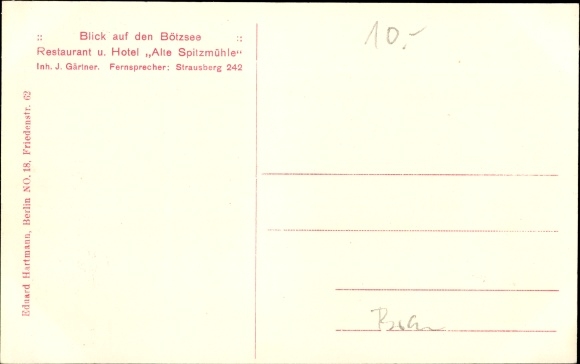 :: Blick auf den Bötzsee ::
Restaurant u. Hotel „Alte Spitzmühle“
Inh. J. Gärtner. Fernsprecher: Strausberg 242
Eduard Hartmann, Berlin NO. 18, Friedenstr. 62
10.-